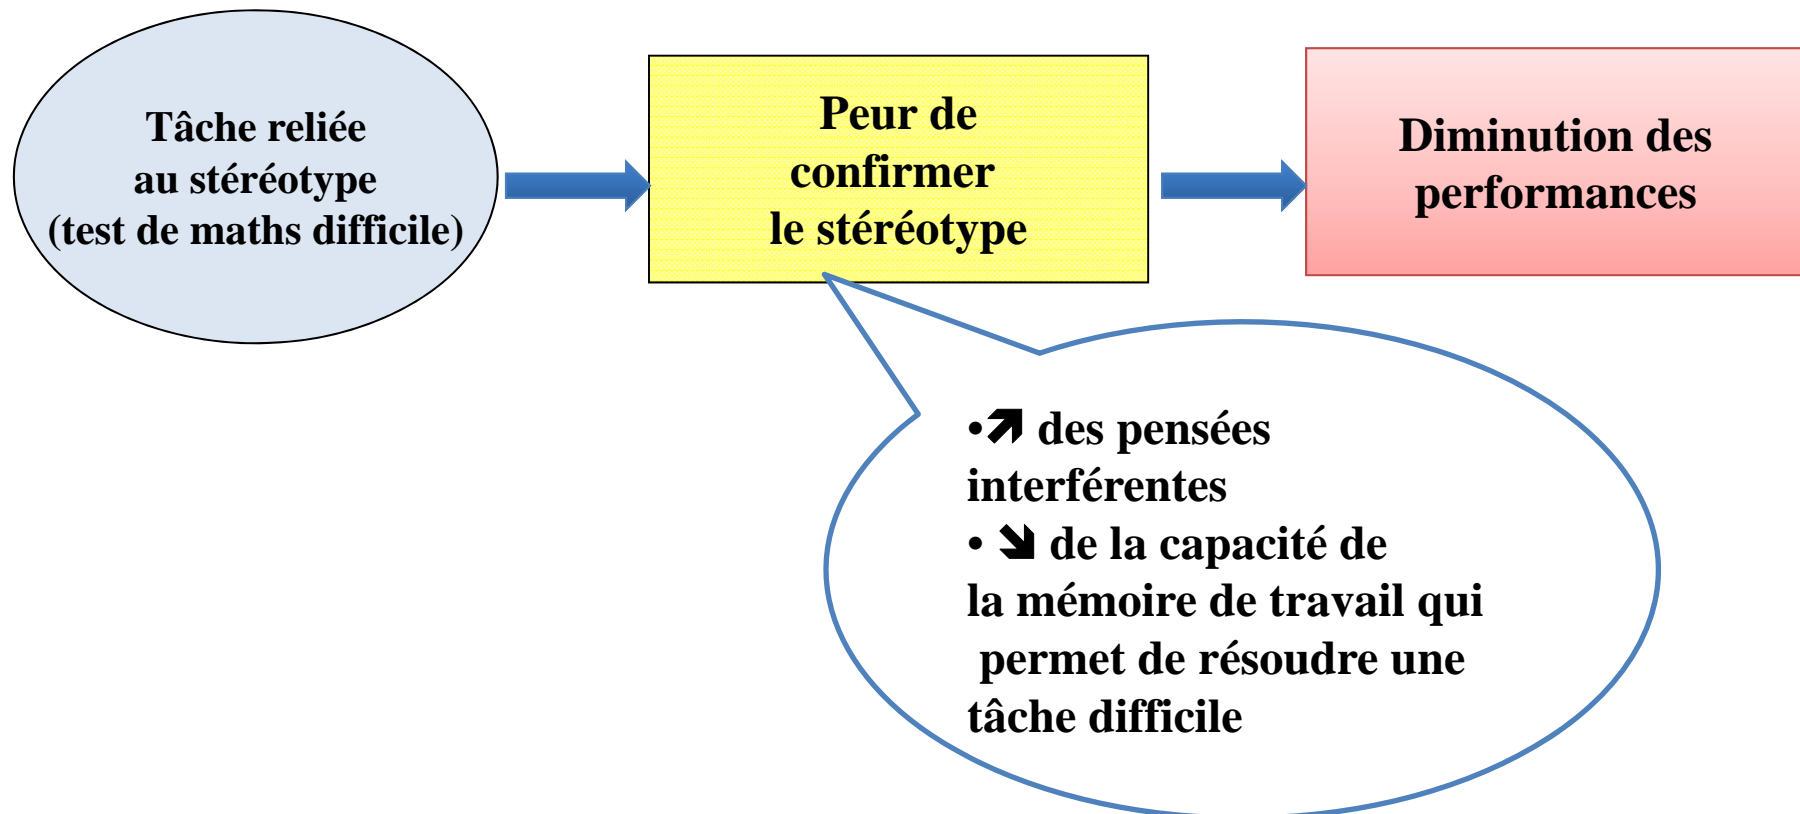 Tâche reliée
au stéréotype
(test de maths difficile)
Peur de
confirmer
le stéréotype
Diminution des
performances
•↗ des pensées
interférentes
• ↘ de la capacité de
la mémoire de travail qui
permet de résoudre une
tâche difficile